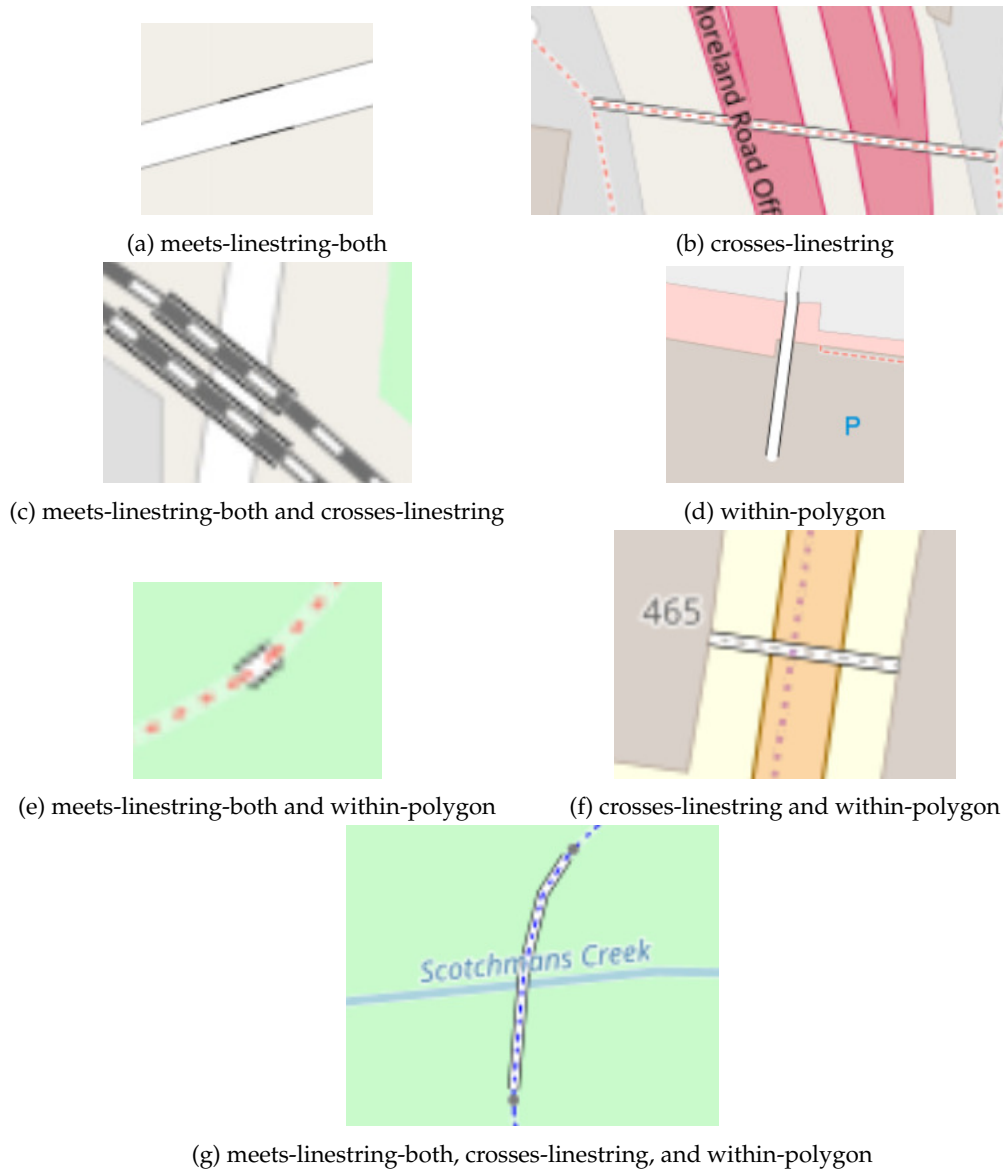 Moreland Road Off
(a) meets-linestring-both
(b) crosses-linestring
P
(c) meets-linestring-both and crosses-linestring
(d) within-polygon
465
(e) meets-linestring-both and within-polygon
(f) crosses-linestring and within-polygon
Scotchmans Creek
(g) meets-linestring-both, crosses-linestring, and within-polygon